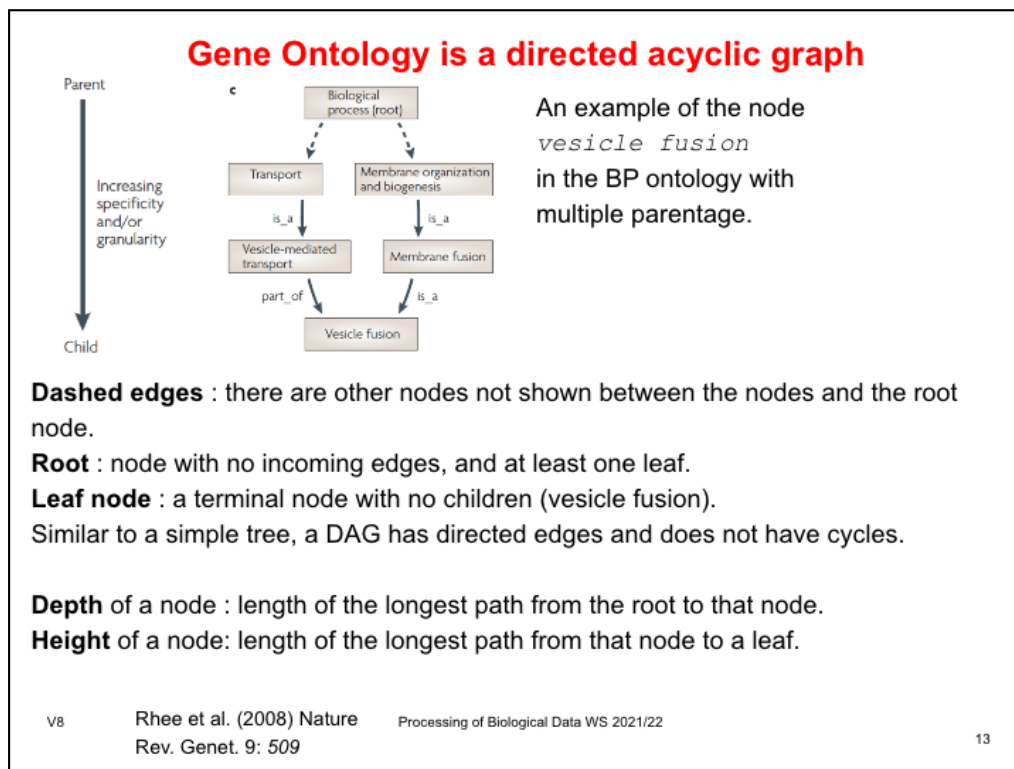 Gene Ontology is a directed acyclic graph
Parent
Increasing
specificity
and/or
granularity
Child
c
Biological
process (root)
Transport
Membrane organization
and biogenesis
is_a
is_a
Vesicle-mediated
transport
Membrane fusion
part_of
is_a
Vesicle fusion
An example of the node
vesicle fusion
in the BP ontology with
multiple parentage.
Dashed edges : there are other nodes not shown between the nodes and the root
node.
Root : node with no incoming edges, and at least one leaf.
Leaf node : a terminal node with no children (vesicle fusion).
Similar to a simple tree, a DAG has directed edges and does not have cycles.
Depth of a node : length of the longest path from the root to that node.
Height of a node: length of the longest path from that node to a leaf.
V8
Rhee et al. (2008) Nature
Rev. Genet. 9: 509
Processing of Biological Data WS 2021/22
13